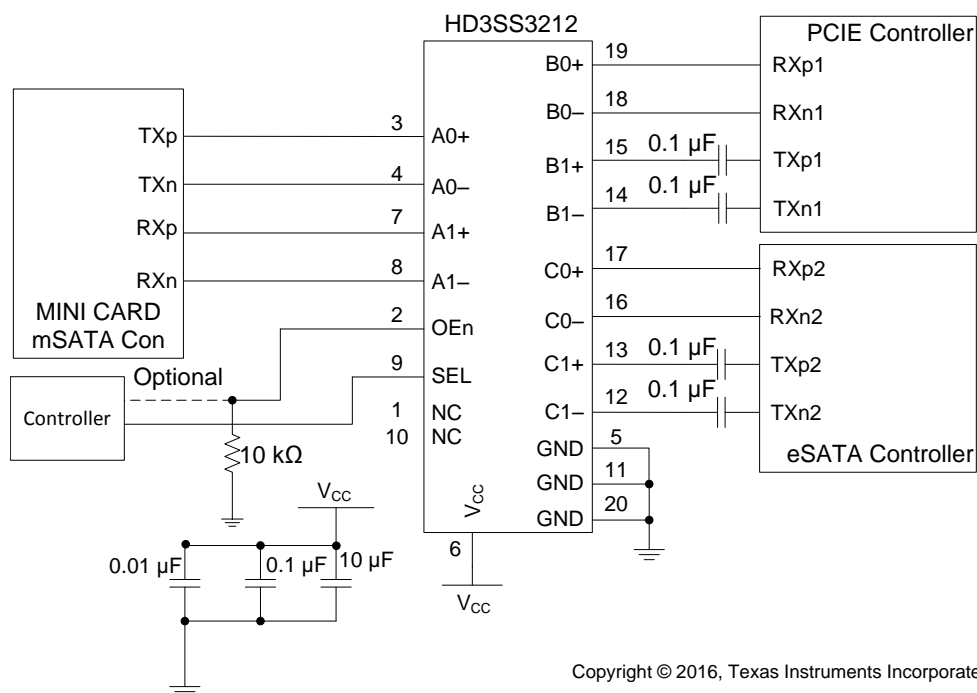 HD3SS3212
PCIE Controller
B0+
19
RXp1
B0–
18
RXn1
TXp
3
A0+
B1+
15
0.1 µF
TXp1
TXn
4
A0–
B1–
14
0.1 µF
TXn1
RXp
7
A1+
C0+
17
RXp2
RXn
8
A1–
C0–
16
RXn2
MINI CARD
mSATA Con
2
OEn
C1+
13
0.1 µF
TXp2
Optional
9
SEL
C1–
12
0.1 µF
TXn2
Controller
1
NC
10
NC
GND
5
eSATA Controller
10 kΩ
GND
11
GND
20
VCC
VCC
6
0.01 µF
0.1 µF
10 µF
VCC
Copyright © 2016, Texas Instruments Incorporate